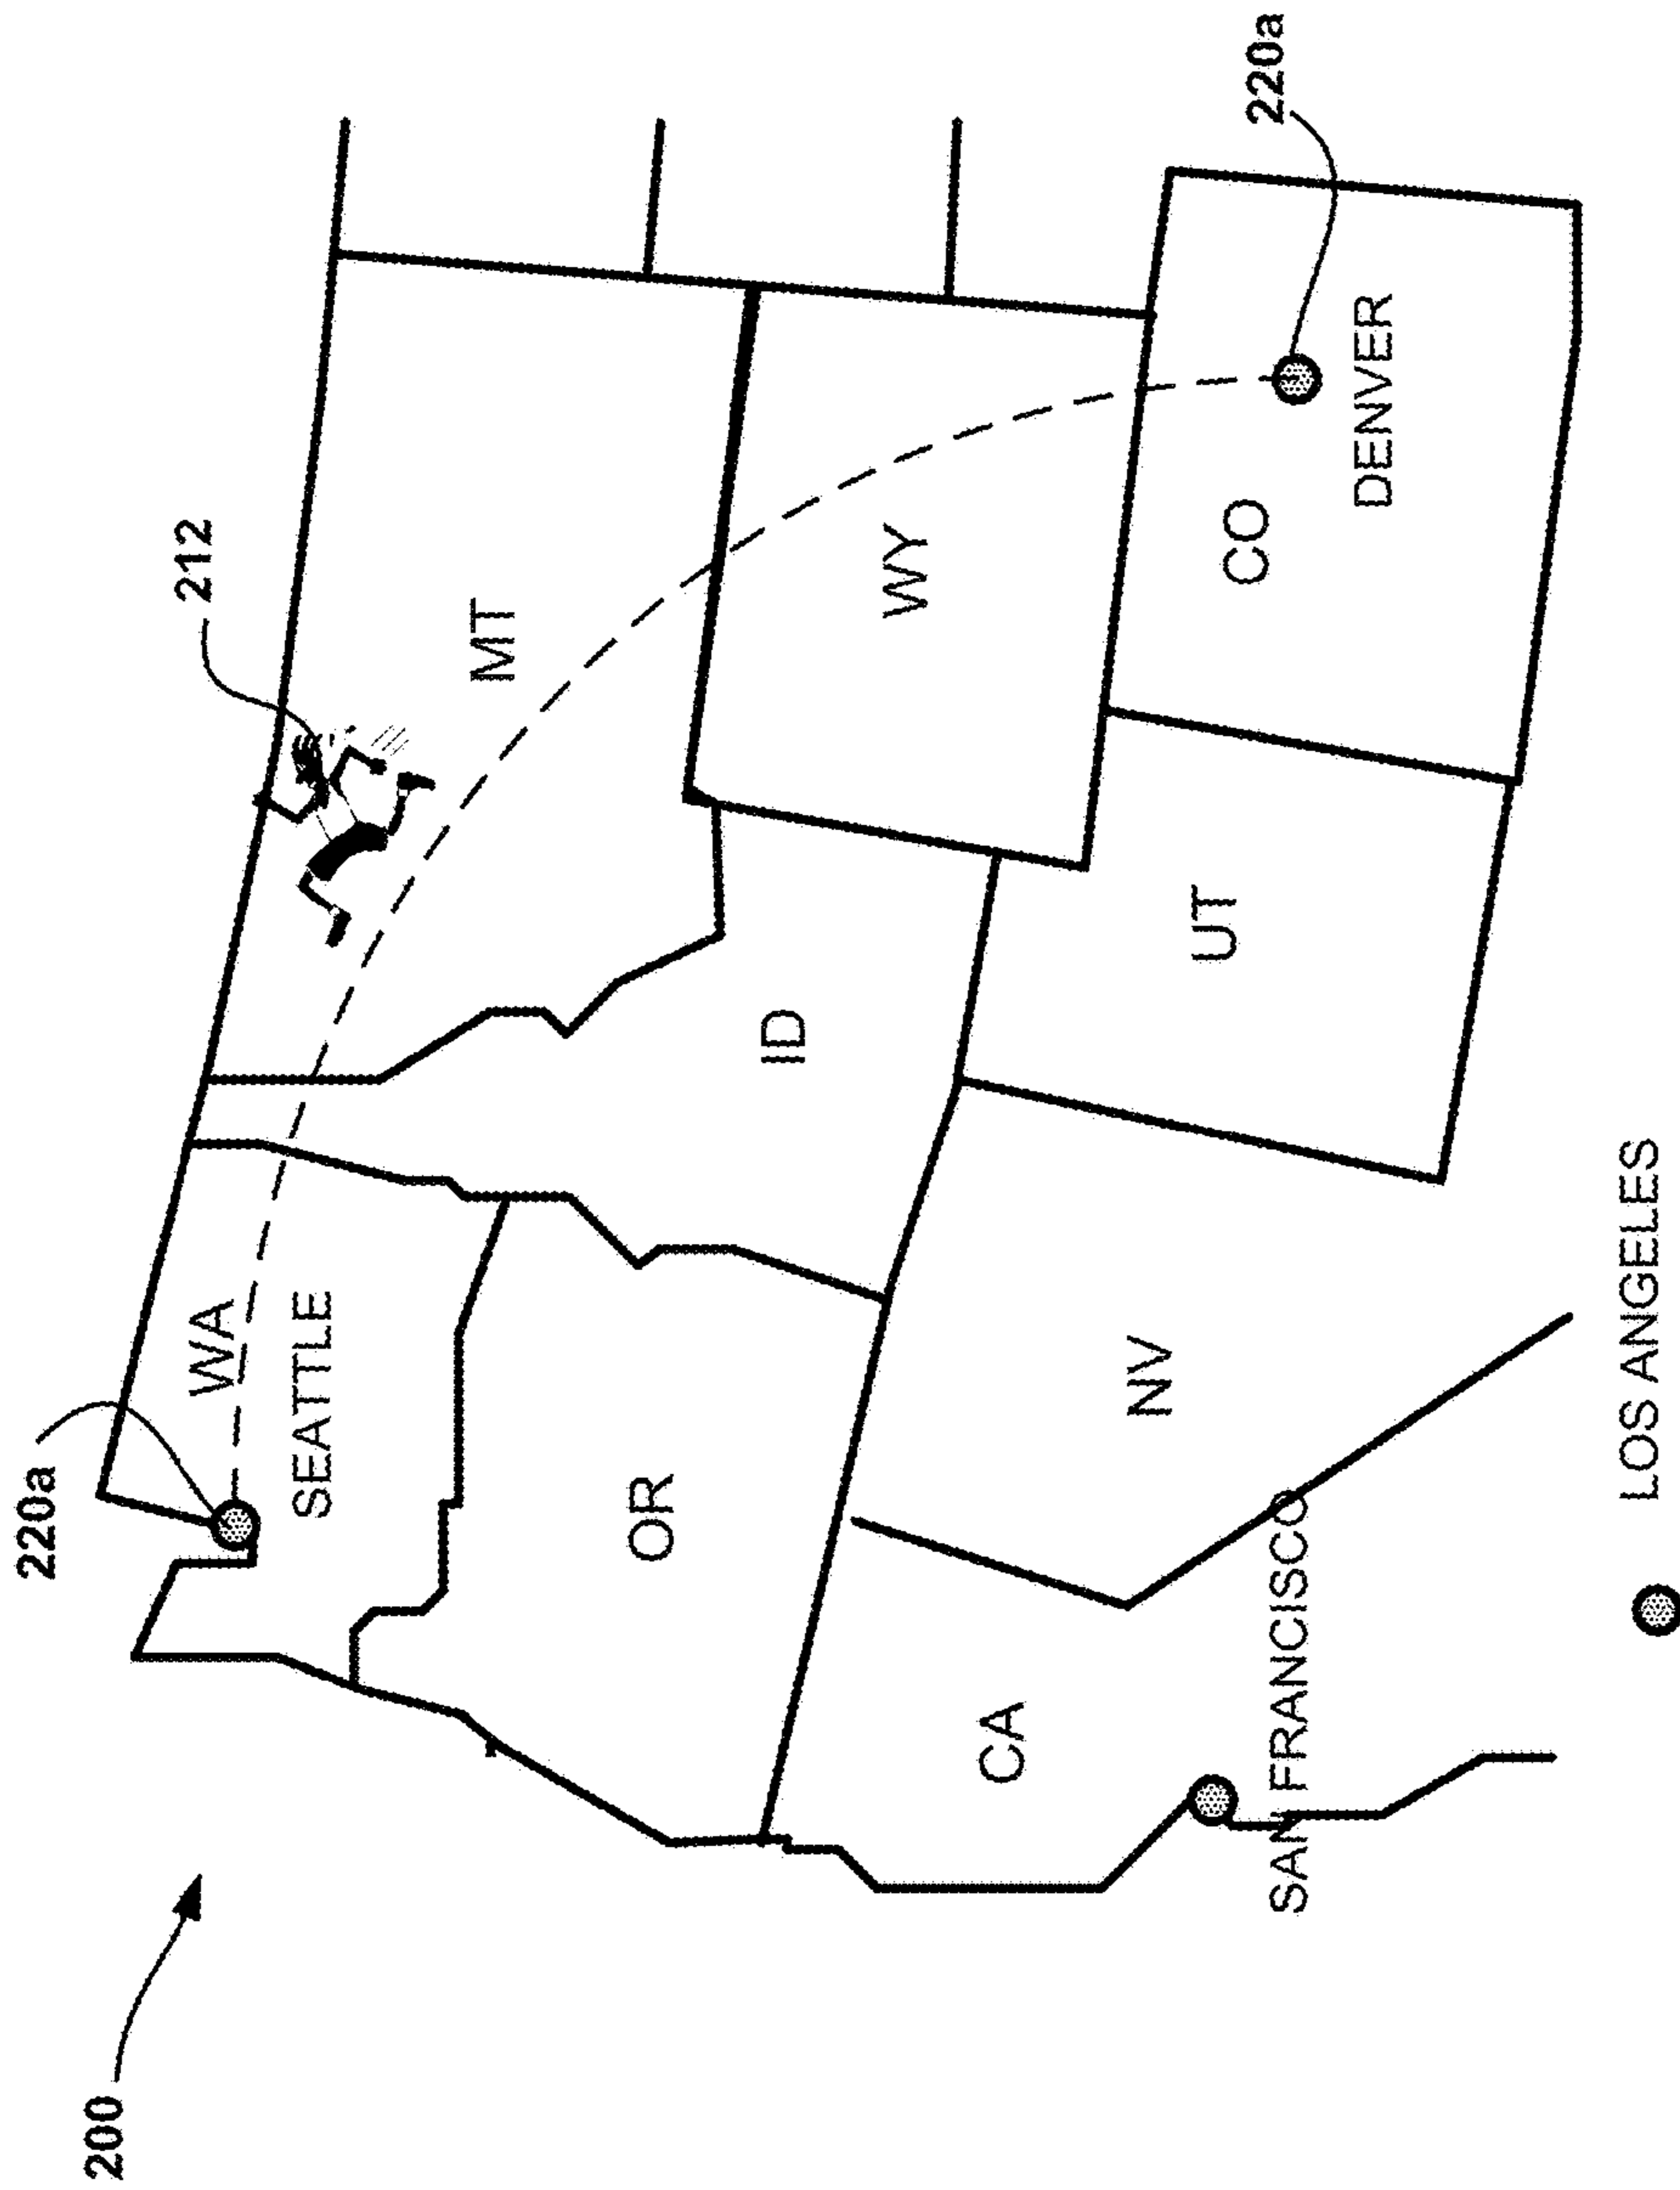 200
220a
212
WA
SEATTLE
MT
OR
ID
WY
CA
NV
UT
CO
220a
SAN FRANCISCO
DENVER
LOS ANGELES